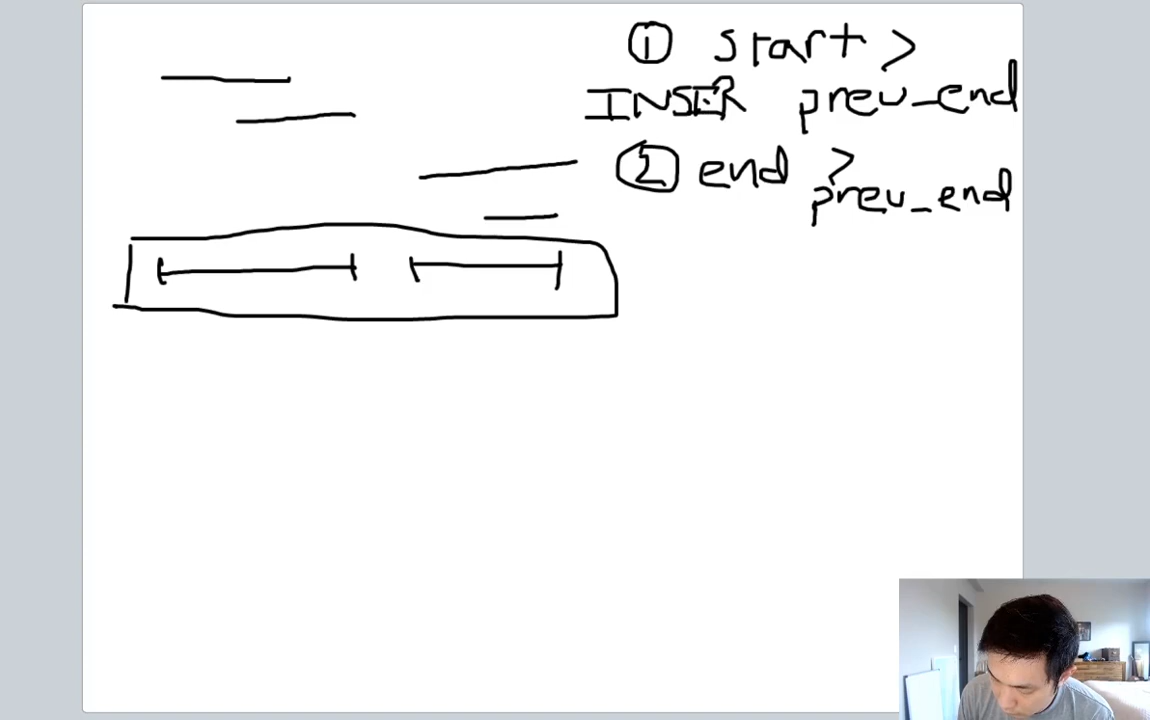 ① start >
INSER prev_end
② end >
prev_end